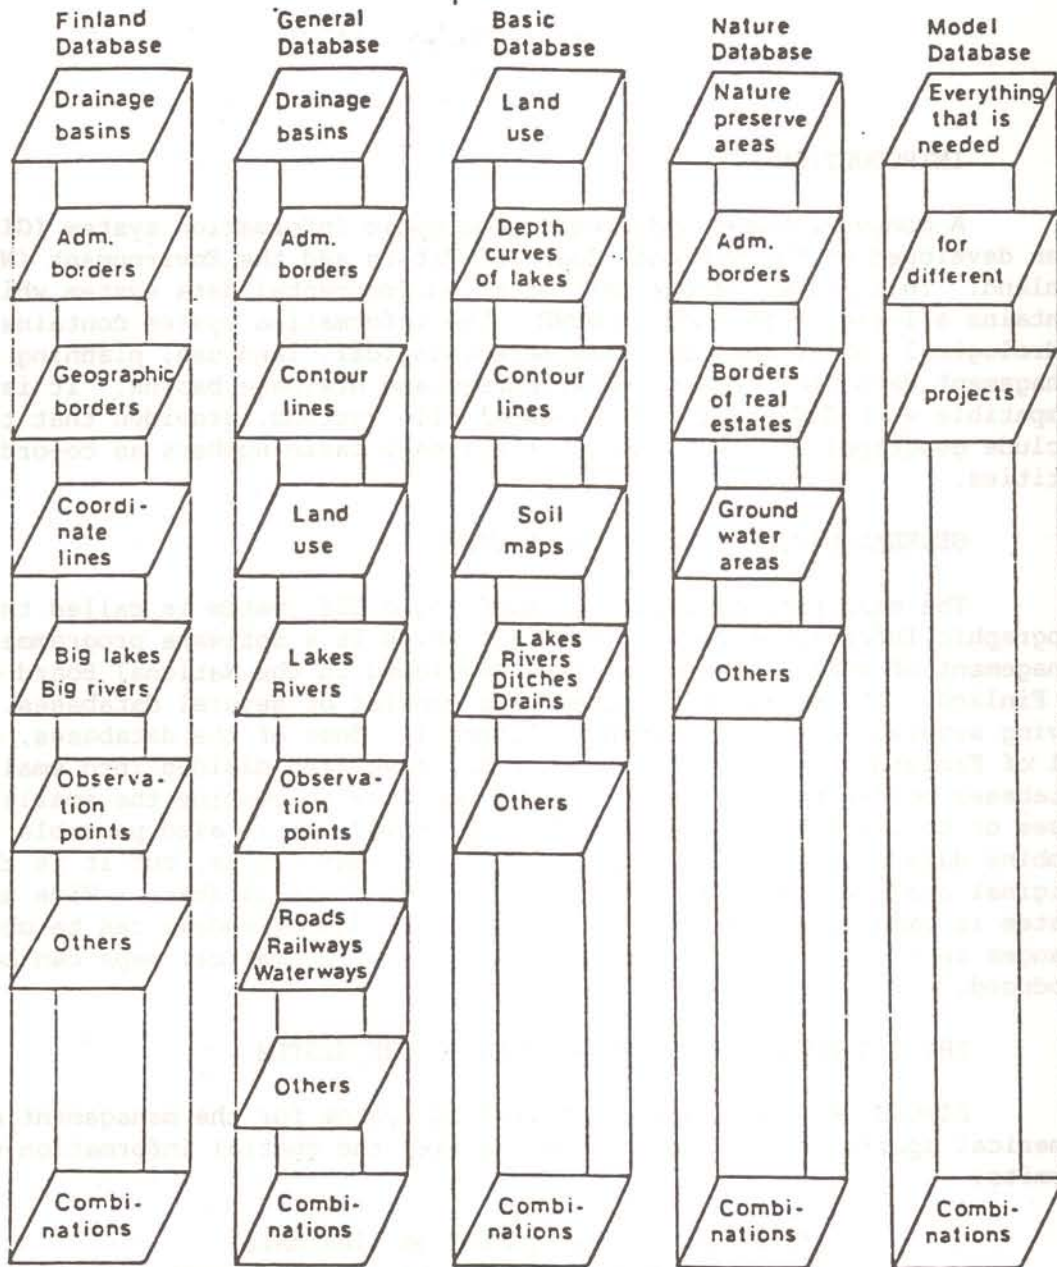 Finland
Database
Drainage
basins
Adm.
borders
Geographic
borders
Coordi-
nate
lines
Big lakes
Big rivers
Observa-
tion
points
Others
Combi-
nations
General
Database
Drainage
basins
Adm.
borders
Contour
lines
Land
use
Lakes
Rivers
Observa-
tion
points
Roads
Railways
Waterways
Others
Combi-
nations
Basic
Database
Land
use
Depth
curves
of lakes
Contour
lines
Soil
maps
Lakes
Rivers
Ditches
Drains
Others
Combi-
nations
Nature
Database
Nature
preserve
areas
Adm.
borders
Borders
of real
estates
Ground
water
areas
Others
Combi-
nations
Model
Database
Everything
that is
needed
for
different
projects
Combi-
nations